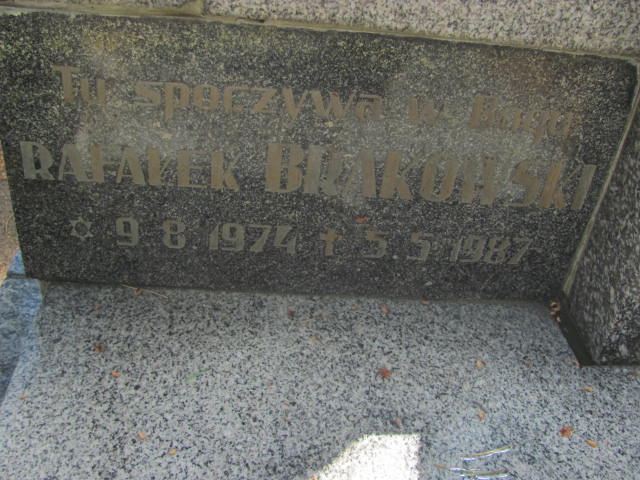 Tu spoczywa w Bogu
RAFAŁEK BRAKOWSKI
✡ 9.8 1974 ✝ 5.5.1987